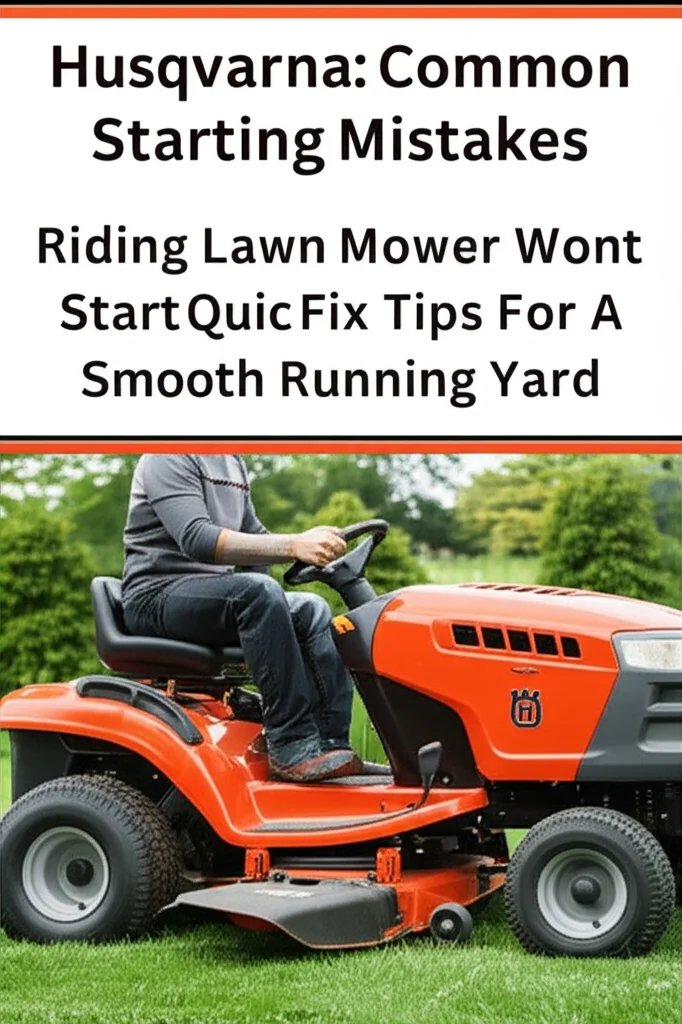 Husqvarna: Common
Starting Mistakes
Riding Lawn Mower Wont
Start Quic Fix Tips For A
Smooth Running Yard
H